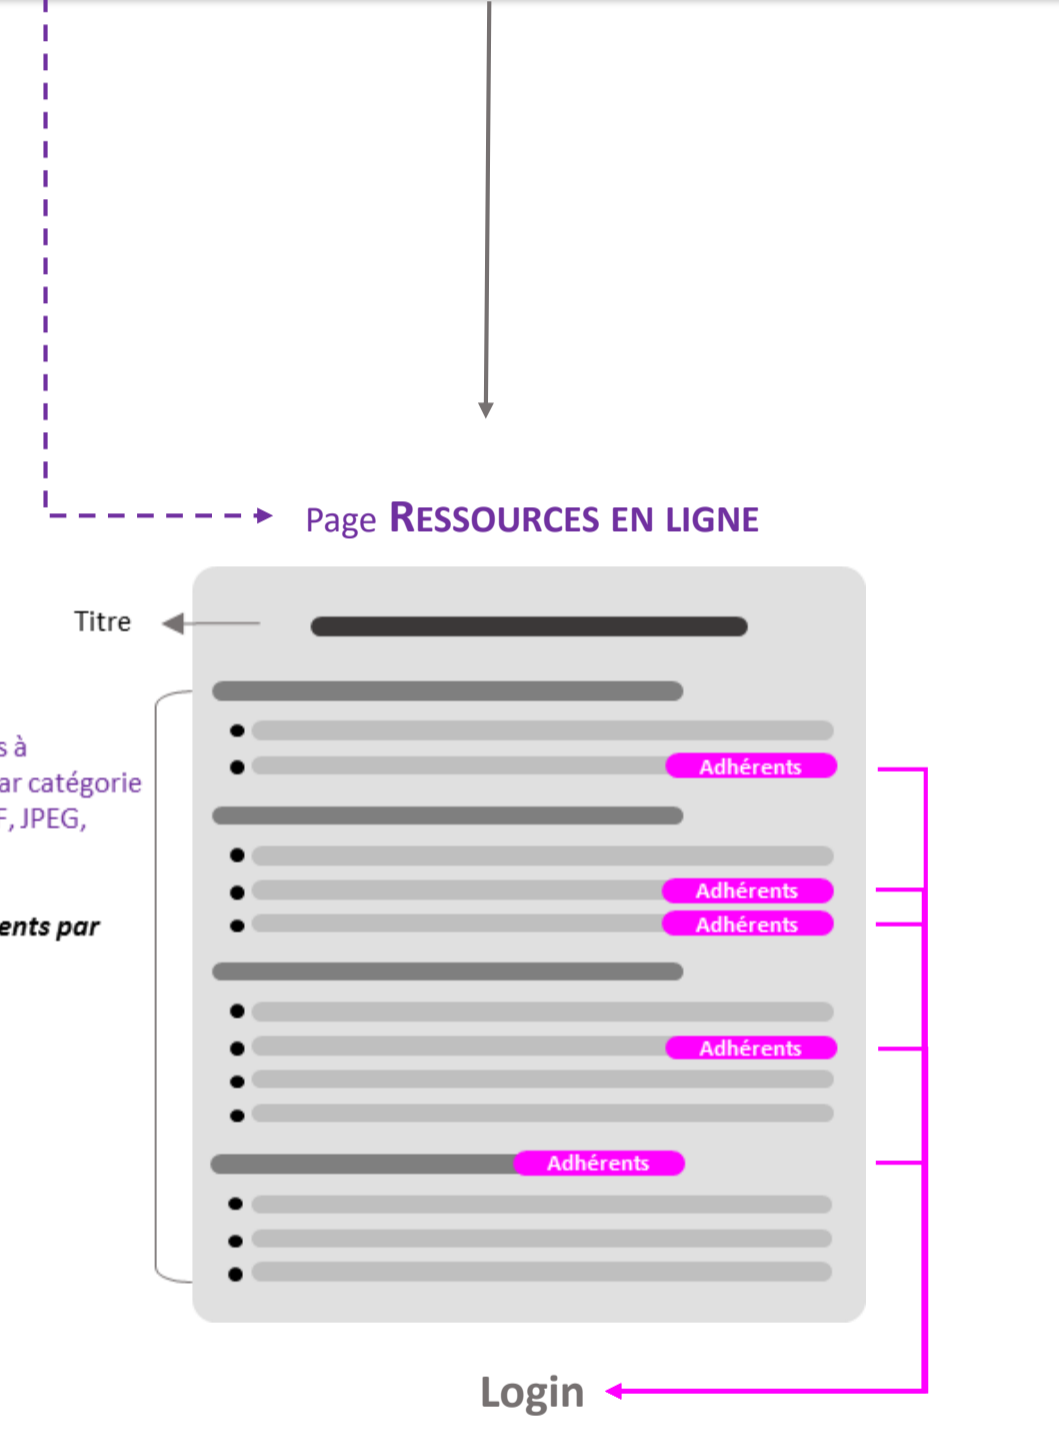 Page RESSOURCES EN LIGNE
Titre
s à
ar catégorie
F, JPEG,
ents par
Adhérents
Adhérents
Adhérents
Adhérents
Adhérents
Login